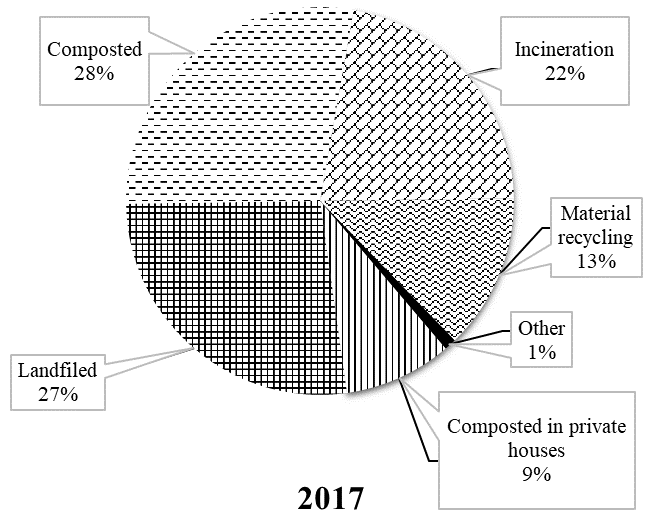 Composted
28%
Incineration
22%
Material
recycling
13%
Other
1%
Landfiled
27%
Composted in private
houses
9%
2017